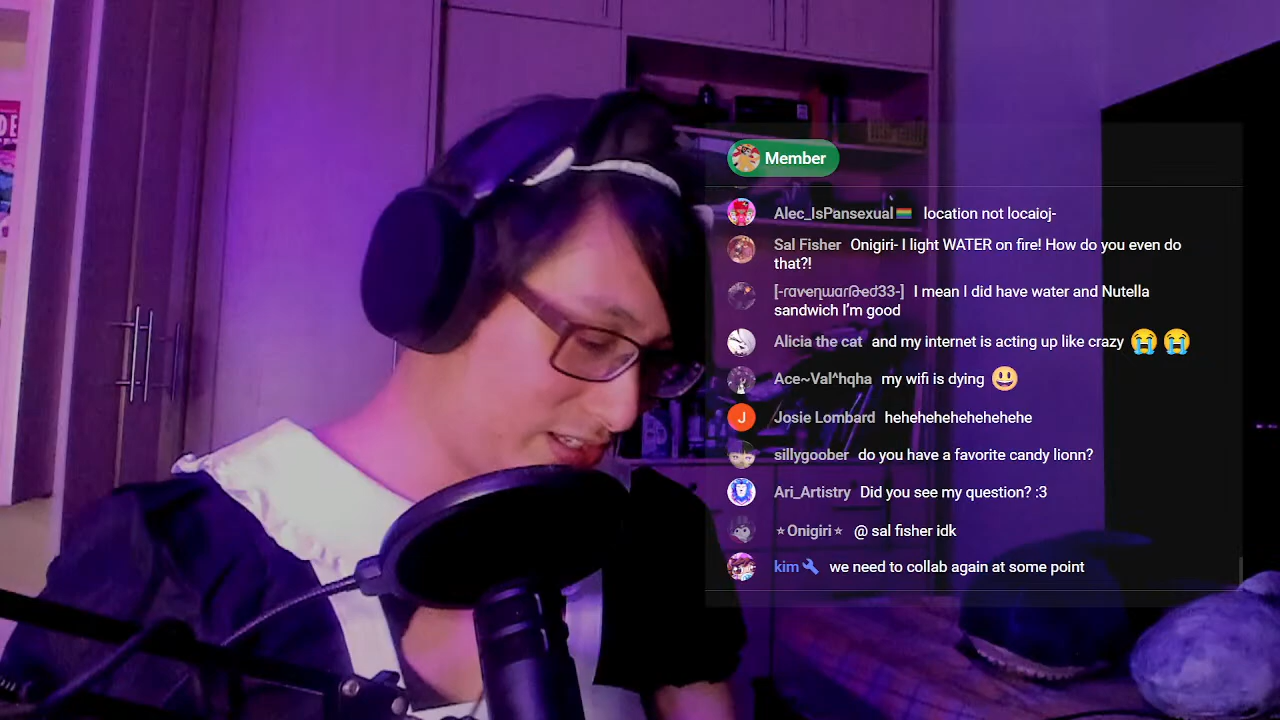 DE
Member
Alec_IsPansexual location not locaioj-
Sal Fisher Onigiri- I light WATER on fire! How do you even do
that?!
I mean I did have water and Nutella
sandwich I'm good
Alicia the cat and my internet is acting up like crazy 😭 😭
Ace~Val^hqha my wifi is dying 😃
J Josie Lombard hehehehehehehehehe
sillygoober do you have a favorite candy lionn?
Ari_Artistry Did you see my question? :3
⭒Onigiri⭒ @ sal fisher idk
kim we need to collab again at some point